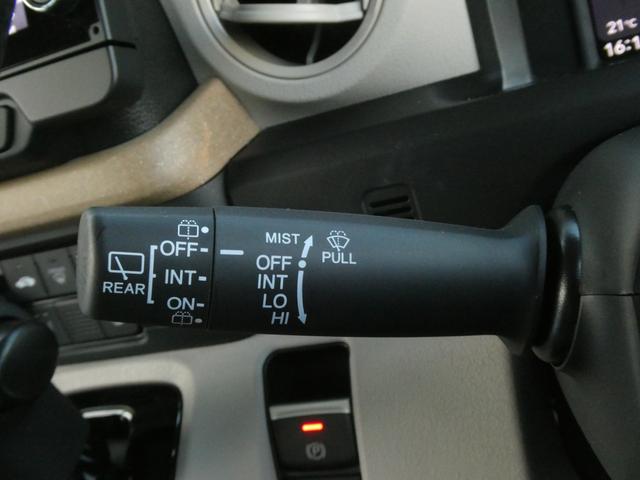 21°C
16:1
OFF
INT
ON
REAR
MIST
OFF
INT
LO
HI
PULL
P